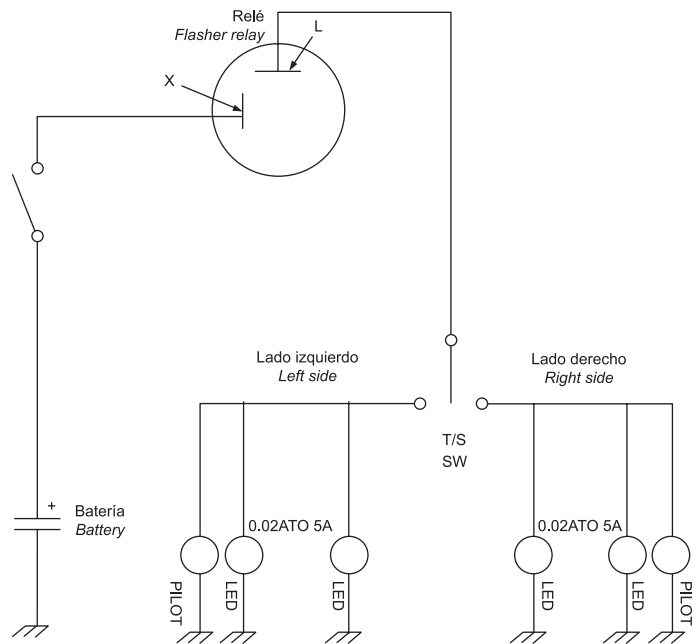 Relé
Flasher relay
L
X
Lado izquierdo
Left side
Lado derecho
Right side
T/S
SW
+
Batería
Battery
0.02ATO 5A
0.02ATO 5A
PILOT
LED
LED
LED
LED
PILOT